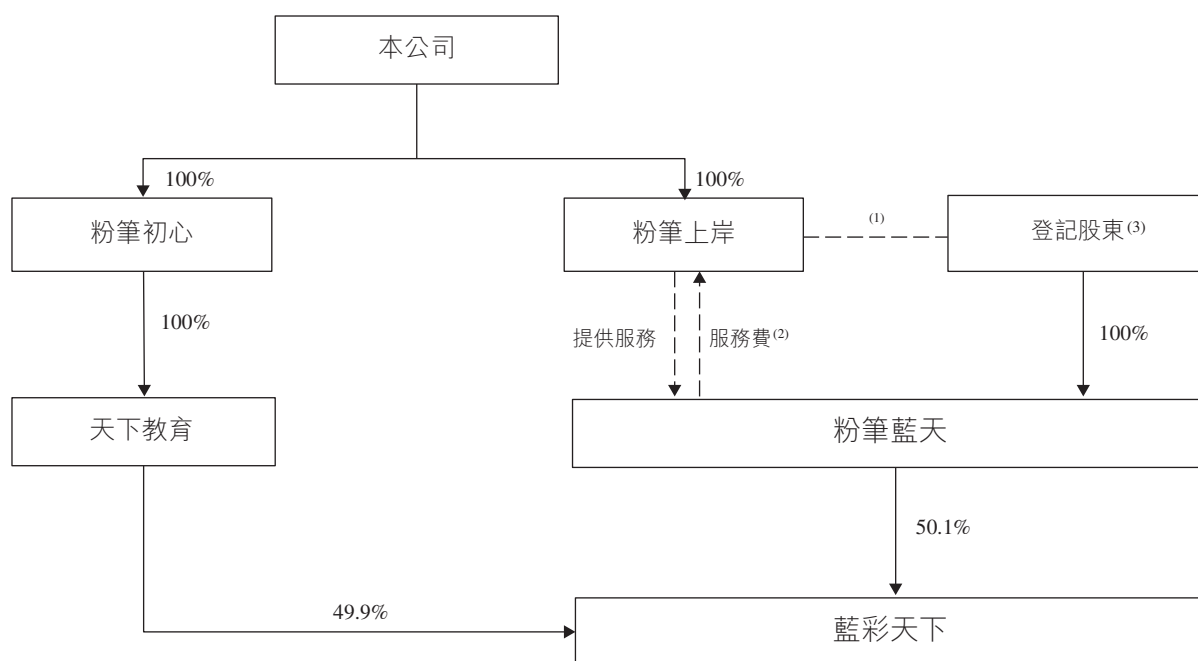 本公司
100%
100%
粉筆初心
粉筆上岸
(1)
登記股東(3)
100%
提供服務
服務費(2)
100%
天下教育
粉筆藍天
50.1%
49.9%
藍彩天下